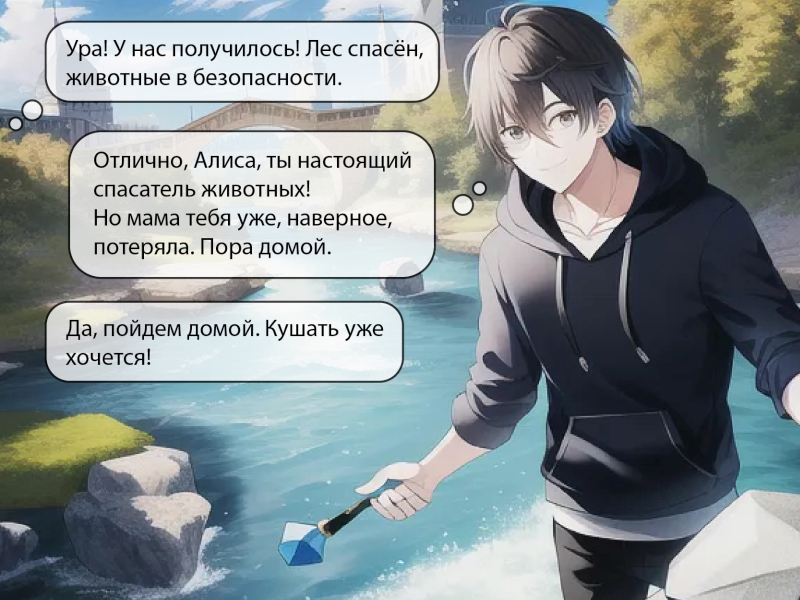 Ура! У нас получилось! Лес спасён,
животные в безопасности.
Отлично, Алиса, ты настоящий
спасатель животных!
Но мама тебя уже, наверное,
потеряла. Пора домой.
Да, пойдем домой. Кушать уже
хочется!